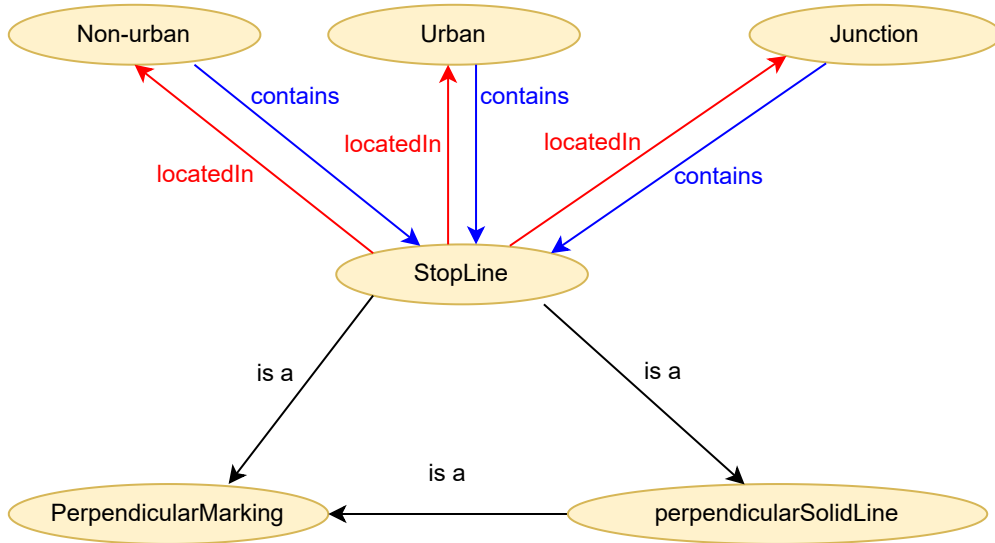 Non-urban
Urban
Junction
contains
contains
locatedIn
locatedIn
locatedIn
contains
StopLine
is a
is a
is a
PerpendicularMarking
perpendicularSolidLine